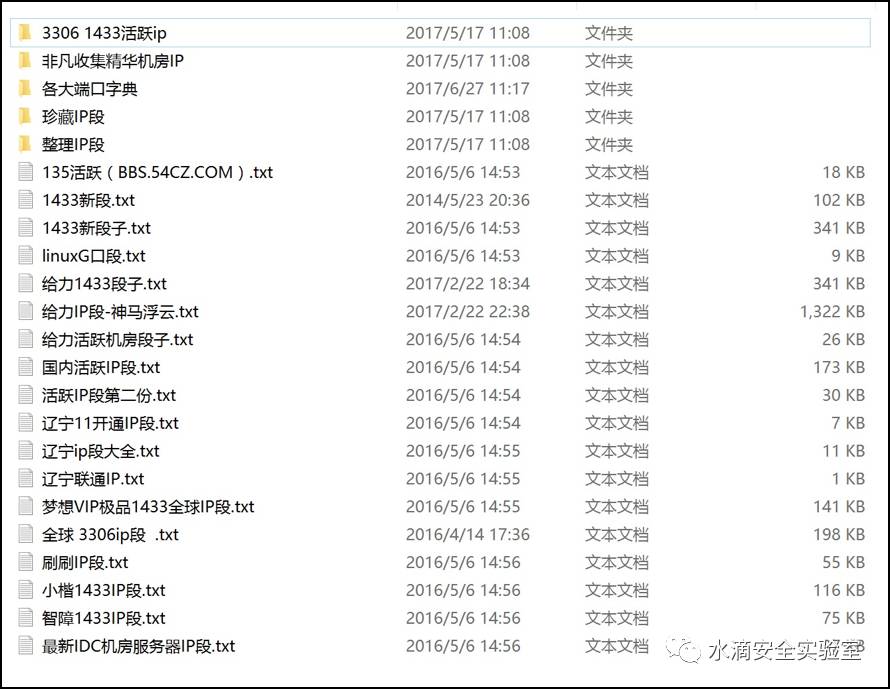 3306 1433活跃ip 2017/5/17 11:08 文件夹
非凡收集精华机房IP 2017/5/17 11:08 文件夹
各大端口字典 2017/6/27 11:17 文件夹
珍藏IP段 2017/5/17 11:08 文件夹
整理IP段 2017/5/17 11:08 文件夹
135活跃（BBS.54CZ.COM）.txt 2016/5/6 14:53 文本文档 18 KB
1433新段.txt 2014/5/23 20:36 文本文档 102 KB
1433新段子.txt 2016/5/6 14:53 文本文档 341 KB
linuxG口段.txt 2016/5/6 14:53 文本文档 9 KB
给力1433段子.txt 2017/2/22 18:34 文本文档 341 KB
给力IP段-神马浮云.txt 2017/2/22 22:38 文本文档 1,322 KB
给力活跃机房段子.txt 2016/5/6 14:54 文本文档 26 KB
国内活跃IP段.txt 2016/5/6 14:54 文本文档 173 KB
活跃IP段第二份.txt 2016/5/6 14:54 文本文档 30 KB
辽宁11开通IP段.txt 2016/5/6 14:54 文本文档 7 KB
辽宁ip段大全.txt 2016/5/6 14:55 文本文档 11 KB
辽宁联通IP.txt 2016/5/6 14:55 文本文档 1 KB
梦想VIP极品1433全球IP段.txt 2016/5/6 14:55 文本文档 141 KB
全球 3306ip段 .txt 2016/4/14 17:36 文本文档 198 KB
刷刷IP段.txt 2016/5/6 14:56 文本文档 55 KB
小楷1433IP段.txt 2016/5/6 14:56 文本文档 116 KB
智障1433IP段.txt 2016/5/6 14:56 文本文档 75 KB
最新IDC机房服务器IP段.txt 2016/5/6 14:56 文本文档
水滴安全实验室